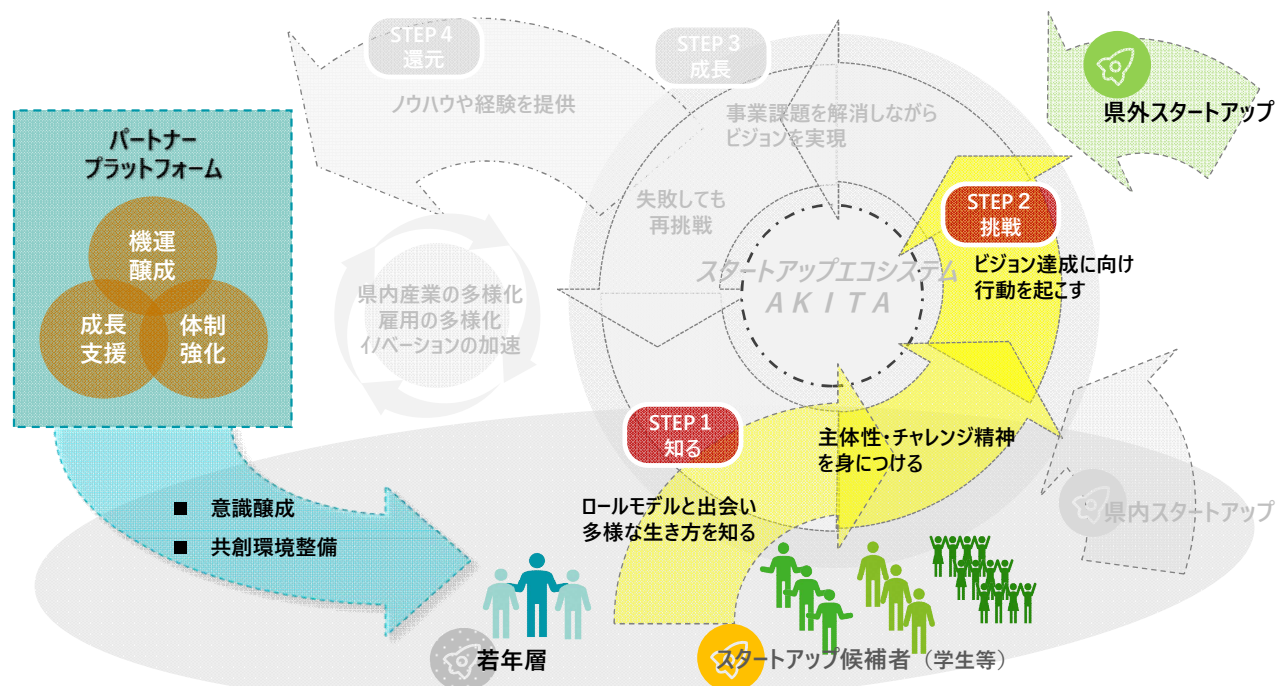 STEP 4
還元
ノウハウや経験を提供
STEP 3
成長
事業課題を解消しながら
ビジョンを実現
県外スタートアップ
パートナー
プラットフォーム
機運
醸成
成長
支援
体制
強化
失敗しても
再挑戦
STEP 2
挑戦
ビジョン達成に向け
行動を起こす
スタートアップエコシステム
AKITA
県内産業の多様化
雇用の多様化
イノベーションの加速
STEP 1
知る
主体性・チャレンジ精神
を身につける
ロールモデルと出会い
多様な生き方を知る
県内スタートアップ
■ 意識醸成
■ 共創環境整備
若年層
スタートアップ候補者（学生等）